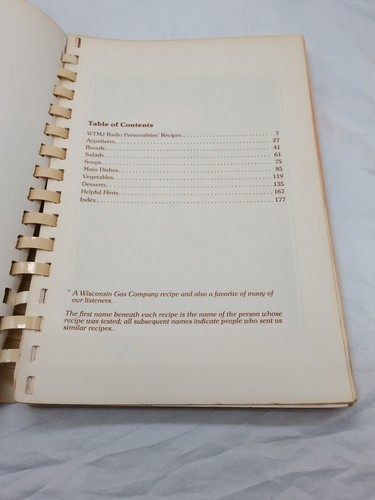 Table of Contents
WTMJ Radio Personalities' Recipes. . . . . . . . . . . . . . . . . . . . . . . . 7
Appetizers. . . . . . . . . . . . . . . . . . . . . . . . . . . . . . . . . . . . . . . . 27
Breads. . . . . . . . . . . . . . . . . . . . . . . . . . . . . . . . . . . . . . . . . . 41
Salads. . . . . . . . . . . . . . . . . . . . . . . . . . . . . . . . . . . . . . . . . . 61
Soups. . . . . . . . . . . . . . . . . . . . . . . . . . . . . . . . . . . . . . . . . . . 75
Main Dishes. . . . . . . . . . . . . . . . . . . . . . . . . . . . . . . . . . . . . . 85
Vegetables. . . . . . . . . . . . . . . . . . . . . . . . . . . . . . . . . . . . . . . 119
Desserts. . . . . . . . . . . . . . . . . . . . . . . . . . . . . . . . . . . . . . . . . 135
Helpful Hints. . . . . . . . . . . . . . . . . . . . . . . . . . . . . . . . . . . . . 167
Index. . . . . . . . . . . . . . . . . . . . . . . . . . . . . . . . . . . . . . . . . . . 177
* A Wisconsin Gas Company recipe and also a favorite of many of
our listeners.
The first name beneath each recipe is the name of the person whose
recipe was tested; all subsequent names indicate people who sent us
similar recipes.